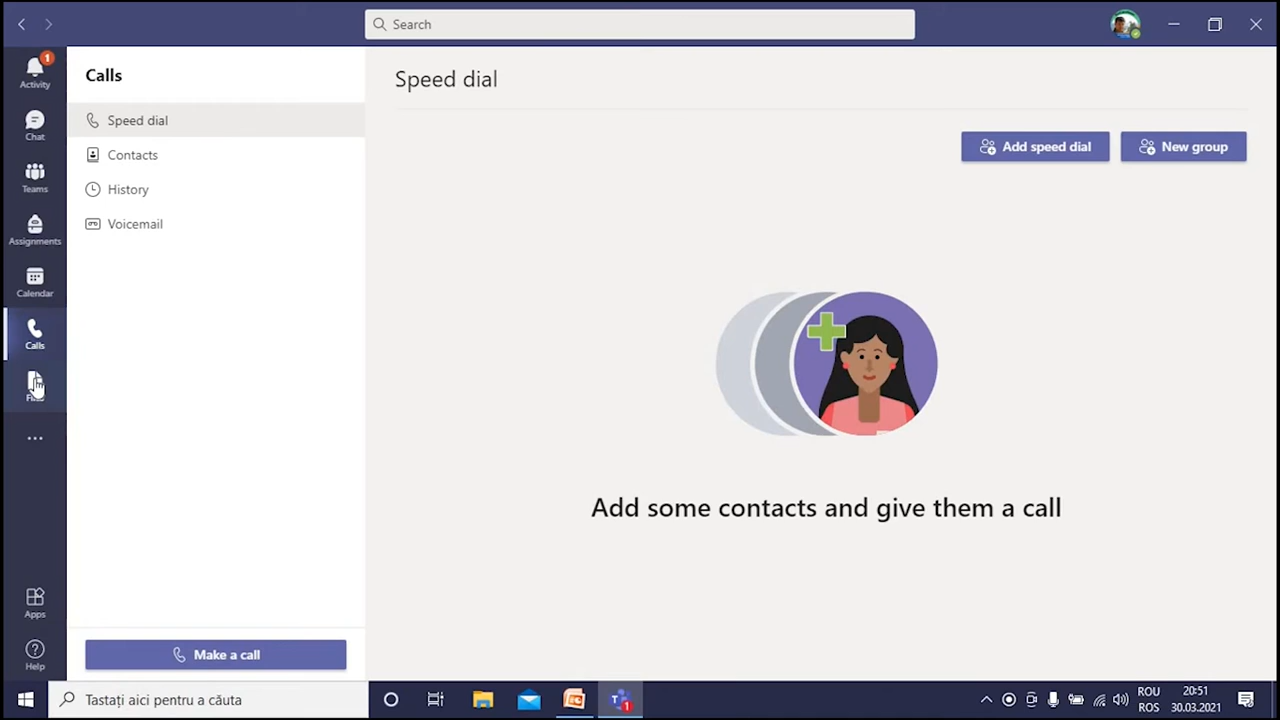 Search
1
Activity
Chat
Teams
Assignments
Calendar
Calls
Apps
Help
Calls
Speed dial
Contacts
History
Voicemail
Make a call
Speed dial
Add speed dial
New group
Add some contacts and give them a call
Tastați aici pentru a căuta
1
ROU
ROS
20:51
30.03.2021